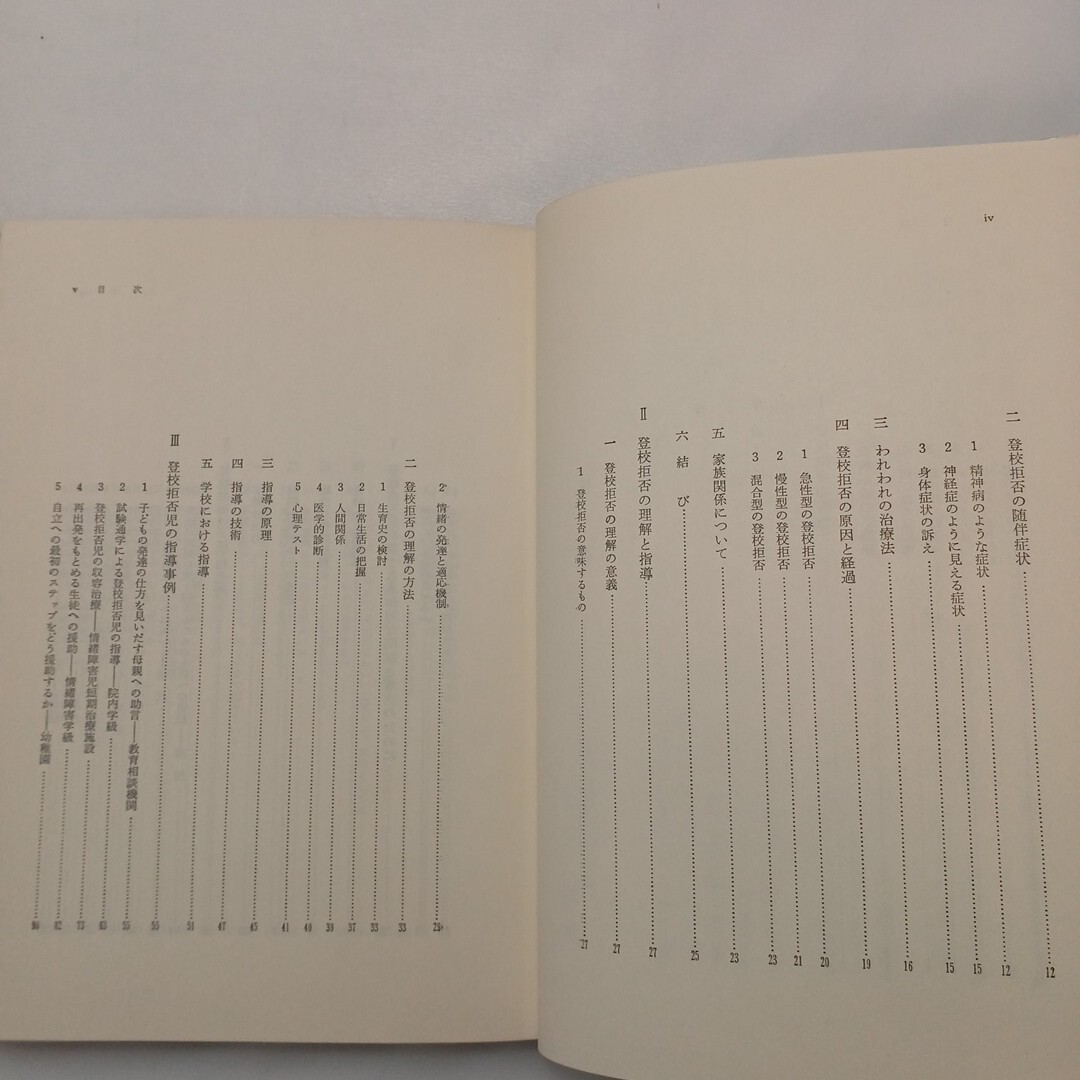 iv
二 登校拒否の随伴症状……12
1 精神病のような症状……12
2 神経症のように見える症状……15
3 身体症状の訴え……15
三 われわれの治療法……16
四 登校拒否の原因と経過……19
1 急性型の登校拒否……20
2 慢性型の登校拒否……21
3 混合型の登校拒否……23
五 家族関係について……23
六 結び……25
Ⅱ 登校拒否の理解と指導……27
一 登校拒否の理解の意義……27
1 登校拒否の意味するもの……27
v 目次
2 情緒の発達と適応機制……29
二 登校拒否の理解の方法……33
1 生育史の検討……33
2 日常生活の把握……37
3 人間関係……39
4 医学的診断……40
5 心理テスト……41
三 指導の原理……45
四 指導の技術……47
五 学校における指導……51
Ⅲ 登校拒否児の指導事例……55
1 子どもの発達の仕方を見いだす母親への助言――教育相談機関……55
2 試験通学による登校拒否児の指導――院内学級……63
3 登校拒否児の収容治療――情緒障害児短期治療施設……73
4 再出発をもとめる生徒への援助――情緒障害学級……82
5 自立への最初のステップをどう援助するか――幼稚園……